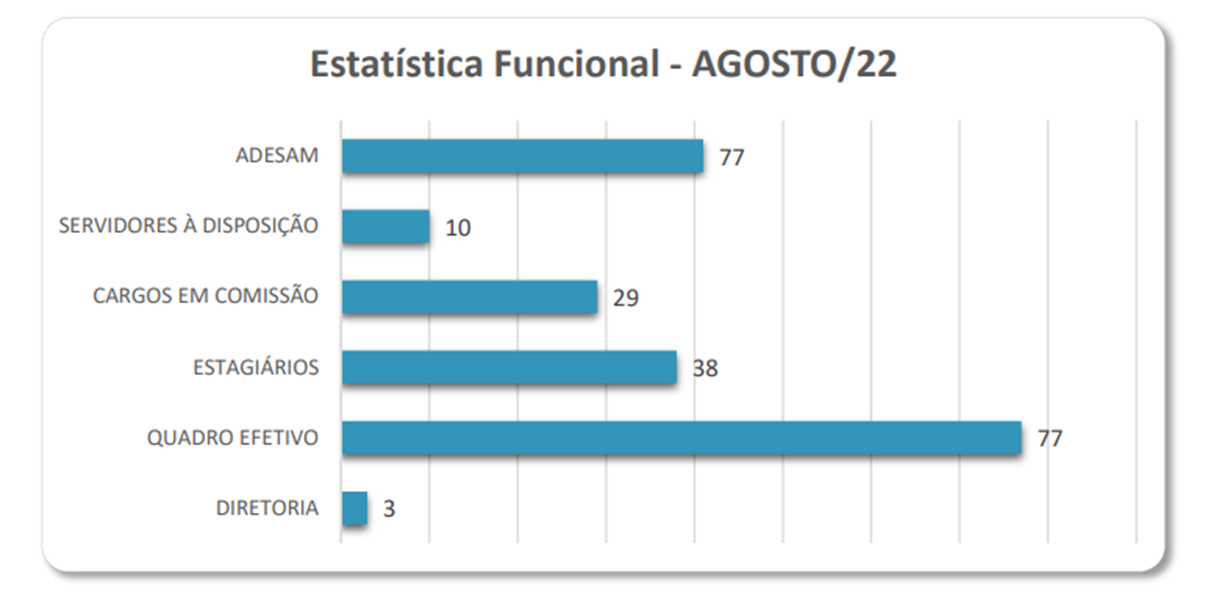 Estatística Funcional - AGOSTO/22
ADESAM 77
SERVIDORES À DISPOSIÇÃO 10
CARGOS EM COMISSÃO 29
ESTAGIÁRIOS 38
QUADRO EFETIVO 77
DIRETORIA 3